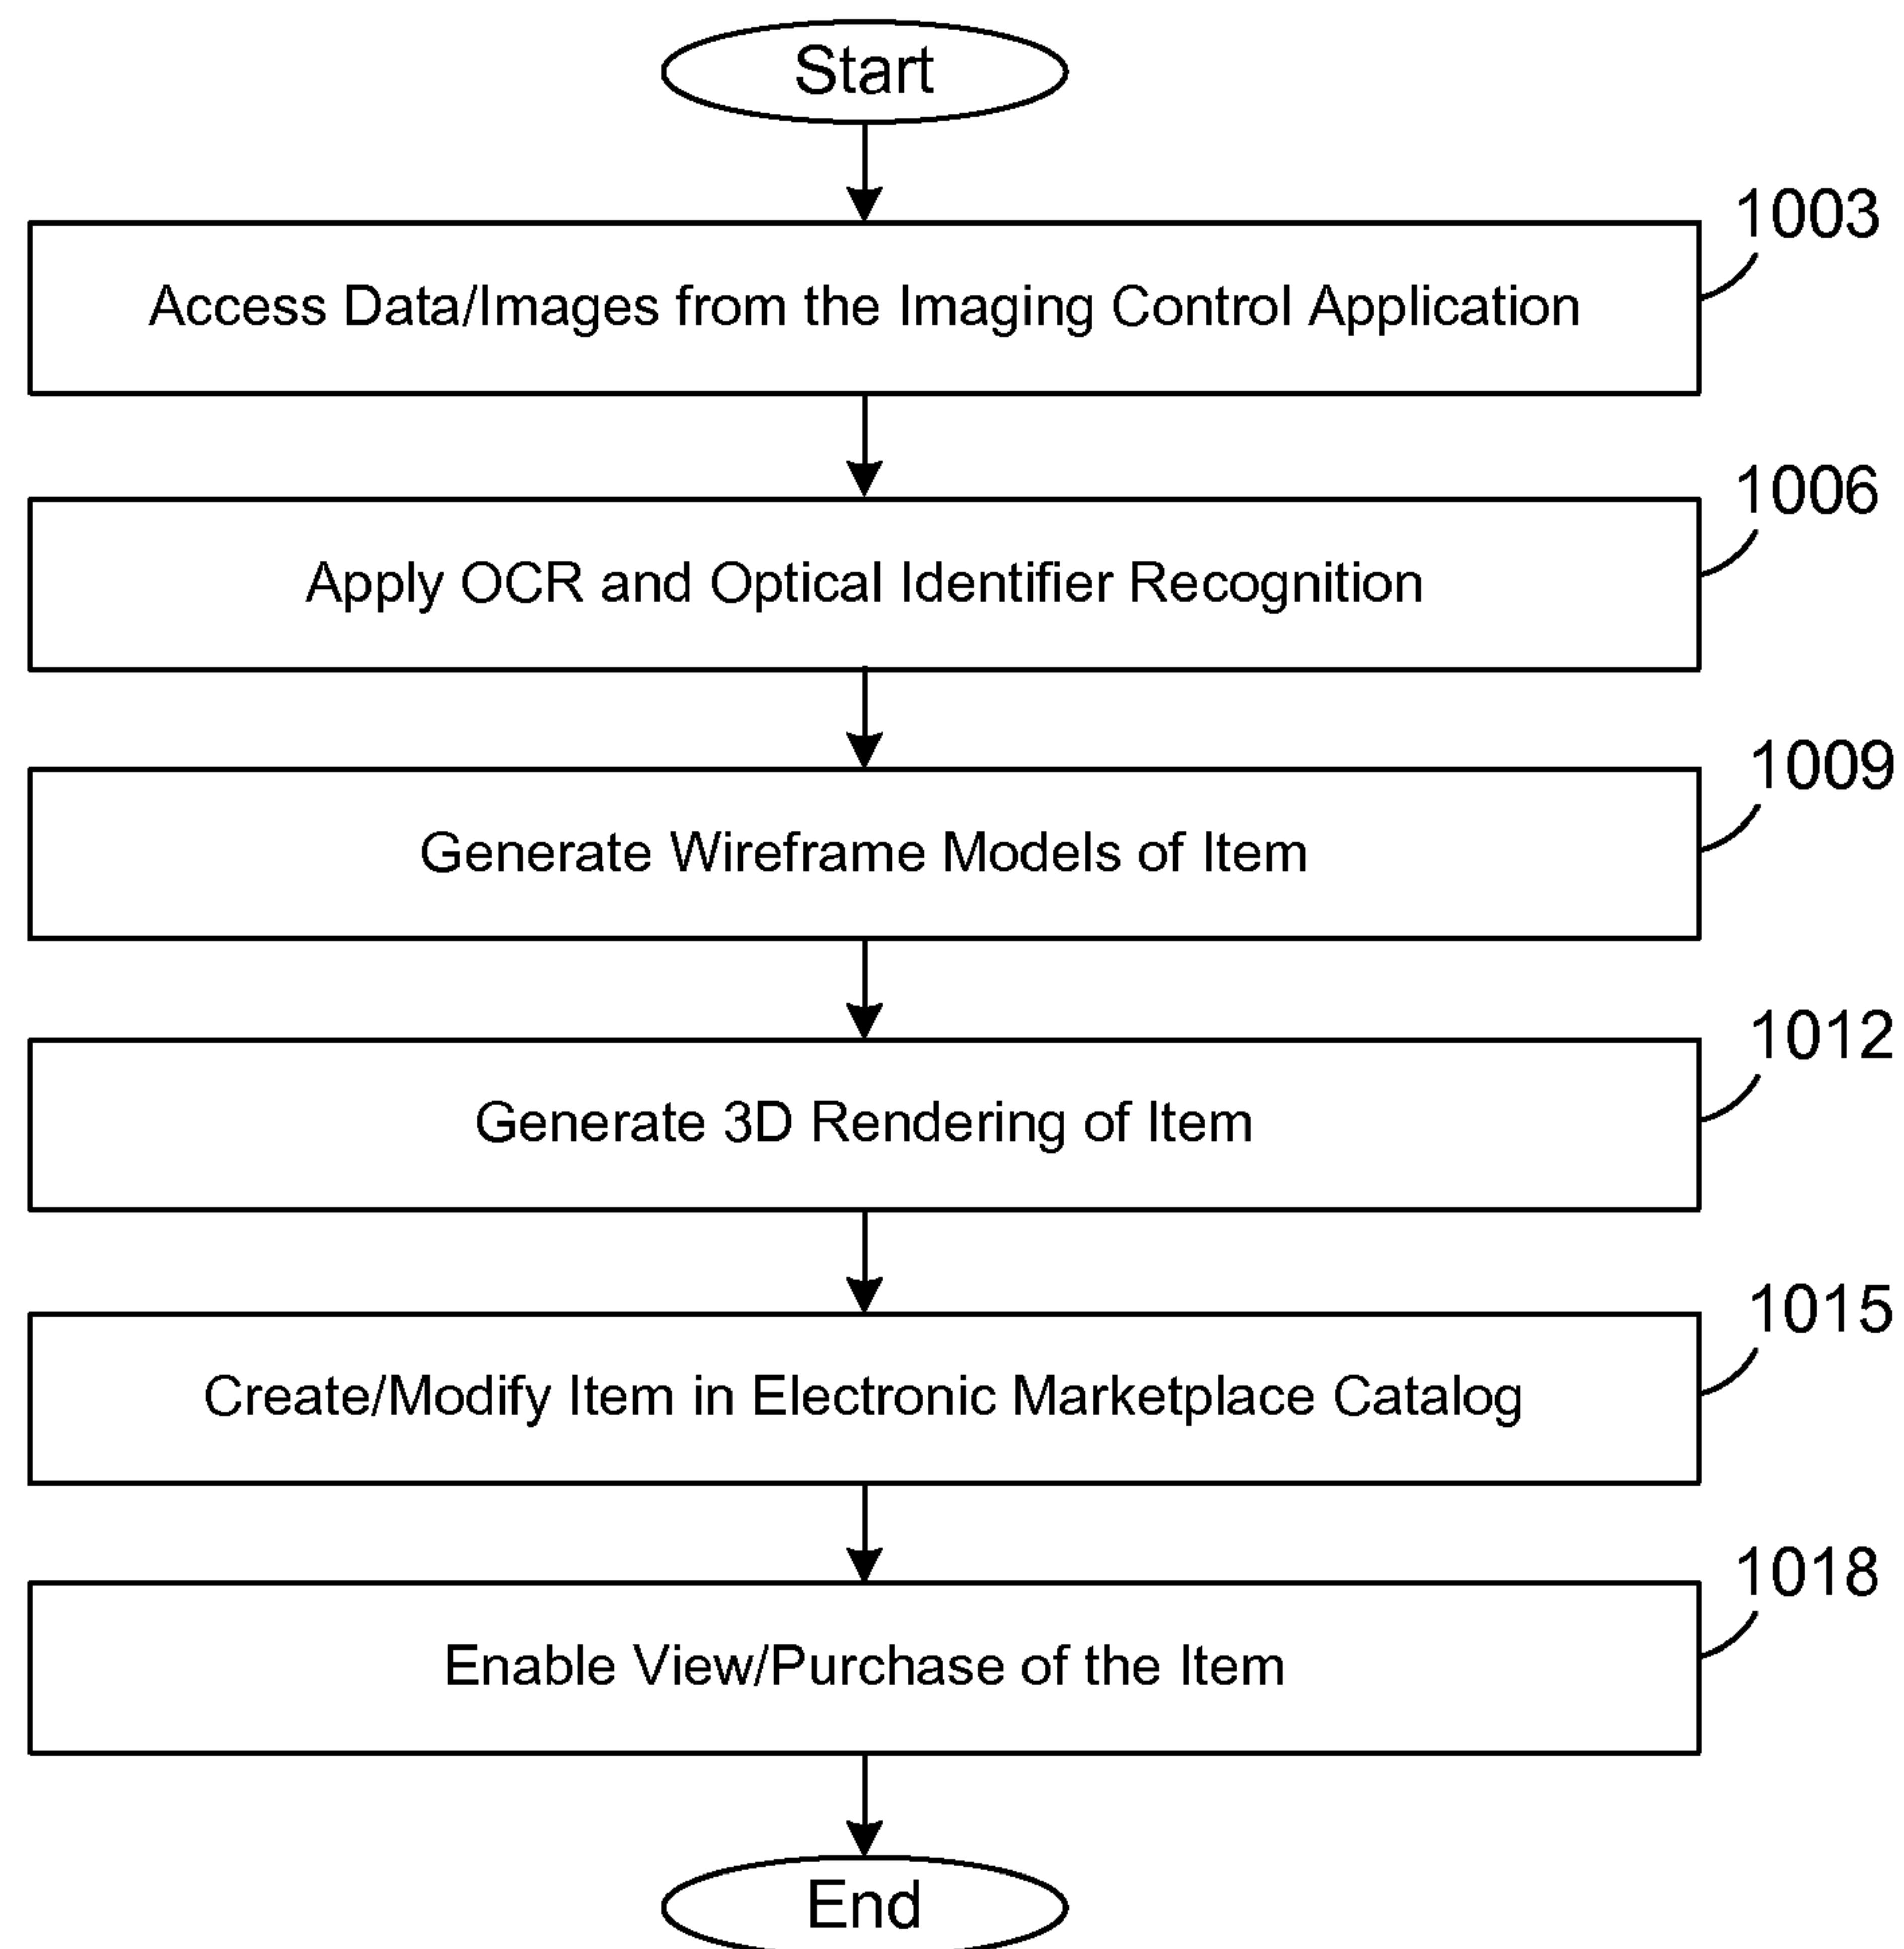 Start
1003
Access Data/Images from the Imaging Control Application
1006
Apply OCR and Optical Identifier Recognition
1009
Generate Wireframe Models of Item
1012
Generate 3D Rendering of Item
1015
Create/Modify Item in Electronic Marketplace Catalog
1018
Enable View/Purchase of the Item
End